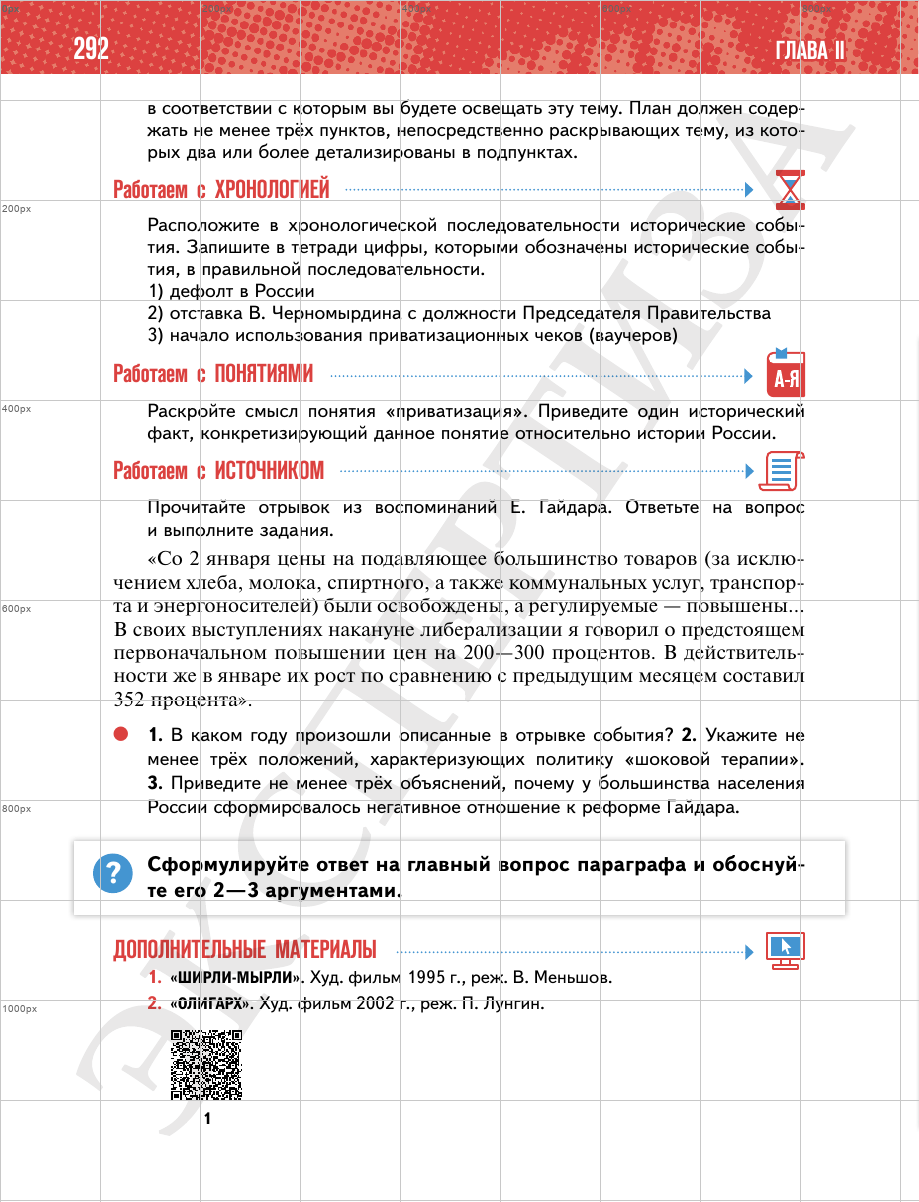 292
ГЛАВА II
в соответствии с которым вы будете освещать эту тему. План должен содер-
жать не менее трёх пунктов, непосредственно раскрывающих тему, из кото-
рых два или более детализированы в подпунктах.
Работаем с ХРОНОЛОГИЕЙ
Расположите в хронологической последовательности исторические собы-
тия. Запишите в тетради цифры, которыми обозначены исторические собы-
тия, в правильной последовательности.
1) дефолт в России
2) отставка В. Черномырдина с должности Председателя Правительства
3) начало использования приватизационных чеков (ваучеров)
Работаем с ПОНЯТИЯМИ
А-Я
Раскройте смысл понятия «приватизация». Приведите один исторический
факт, конкретизирующий данное понятие относительно истории России.
Работаем с ИСТОЧНИКОМ
Прочитайте отрывок из воспоминаний Е. Гайдара. Ответьте на вопрос
и выполните задания.
«Со 2 января цены на подавляющее большинство товаров (за исклю-
чением хлеба, молока, спиртного, а также коммунальных услуг, транспор-
та и энергоносителей) были освобождены, а регулируемые — повышены...
В своих выступлениях накануне либерализации я говорил о предстоящем
первоначальном повышении цен на 200—300 процентов. В действитель-
ности же в январе их рост по сравнению с предыдущим месяцем составил
352 процента».
1. В каком году произошли описанные в отрывке события? 2. Укажите не
менее трёх положений, характеризующих политику «шоковой терапии».
3. Приведите не менее трёх объяснений, почему у большинства населения
России сформировалось негативное отношение к реформе Гайдара.
?
Сформулируйте ответ на главный вопрос параграфа и обоснуй-
те его 2—3 аргументами.
ДОПОЛНИТЕЛЬНЫЕ МАТЕРИАЛЫ
1. «ШИРЛИ-МЫРЛИ». Худ. фильм 1995 г., реж. В. Меньшов.
2. «ОЛИГАРХ». Худ. фильм 2002 г., реж. П. Лунгин.
1
ЭКСПЕРТИЗА
200px
400px
600px
800px
1000px